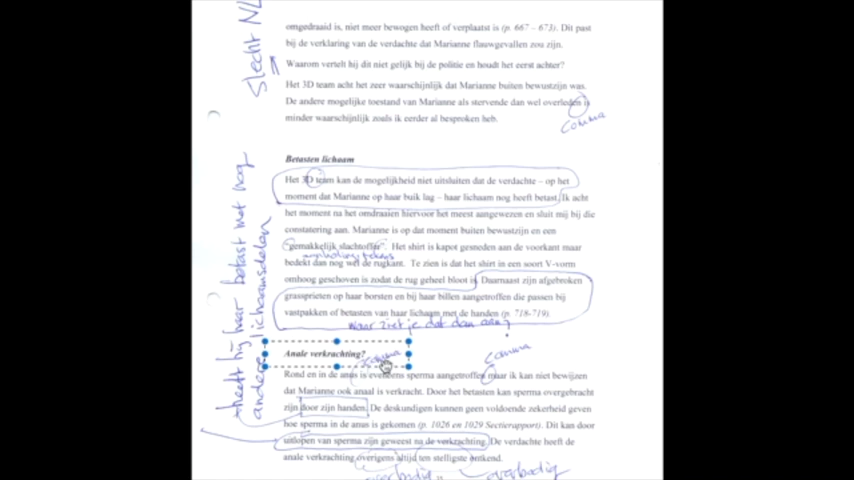 slecht NL
omgedraaid is, niet meer bewogen heeft of verplaatst is (p. 667 – 673). Dit past
bij de verklaring van de verdachte dat Marianne flauwgevallen zou zijn.
Waarom vertelt hij dit niet gelijk bij de politie en houdt het eerst achter?
Het 3D team acht het zeer waarschijnlijk dat Marianne buiten bewustzijn was.
De andere mogelijke toestand van Marianne als stervende dan wel overleden is
minder waarschijnlijk zoals ik eerder al besproken heb.
comma
Betasten lichaam
Het 3D team kan de mogelijkheid niet uitsluiten dat de verdachte – op het
moment dat Marianne op haar buik lag – haar lichaam nog heeft betast. Ik acht
het moment na het omdraaien hiervoor het meest aangewezen en sluit mij bij die
constatering aan. Marianne is op dat moment buiten bewustzijn en een
"gemakkelijk slachtoffer". Het shirt is kapot gesneden aan de voorkant maar
bedekt dan nog wel de rugkant. Te zien is dat het shirt in een soort V-vorm
omhoog geschoven is zodat de rug geheel bloot is. Daarnaast zijn afgebroken
grassprieten op haar borsten en bij haar billen aangetroffen die passen bij
vastpakken of betasten van haar lichaam met de handen (p. 718-719).
waar zie je dat dan aan?
heeft hij haar betast met nog
andere lichaamsdelen
Anale verkrachting?
comma
comma
Rond en in de anus is eveneens sperma aangetroffen maar ik kan niet bewijzen
dat Marianne ook anaal is verkracht. Door het betasten kan sperma overgebracht
zijn door zijn handen. De deskundigen kunnen geen voldoende zekerheid geven
hoe sperma in de anus is gekomen (p. 1026 en 1029 Sectierapport). Dit kan door
uitlopen van sperma zijn geweest na de verkrachting. De verdachte heeft de
anale verkrachting overigens altijd ten stelligste ontkend.
overbodig
overbodig